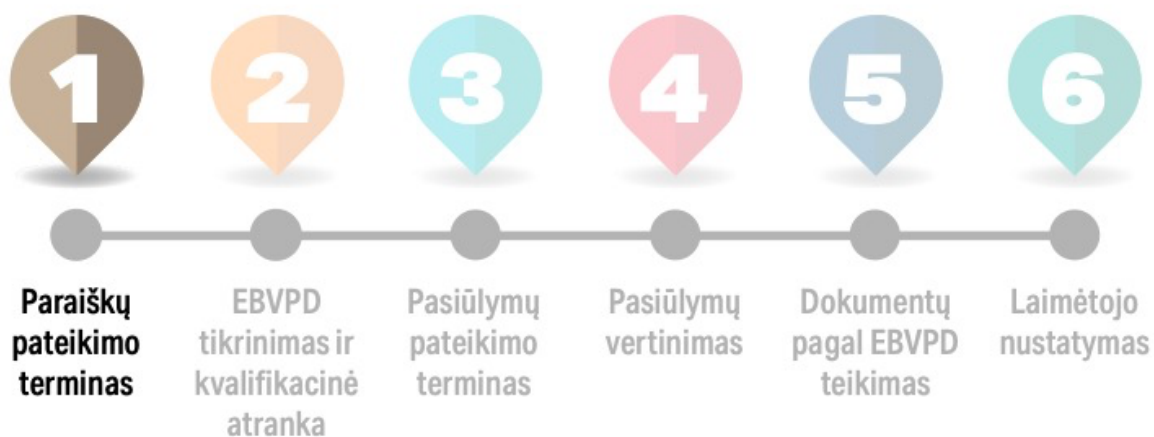 1
2
3
4
5
6
Paraiškų
pateikimo
terminas
EBVPD
tikrinimas ir
kvalifikacinė
atranka
Pasiūlymų
pateikimo
terminas
Pasiūlymų
vertinimas
Dokumentų
pagal EBVPD
teikimas
Laimėtojo
nustatymas